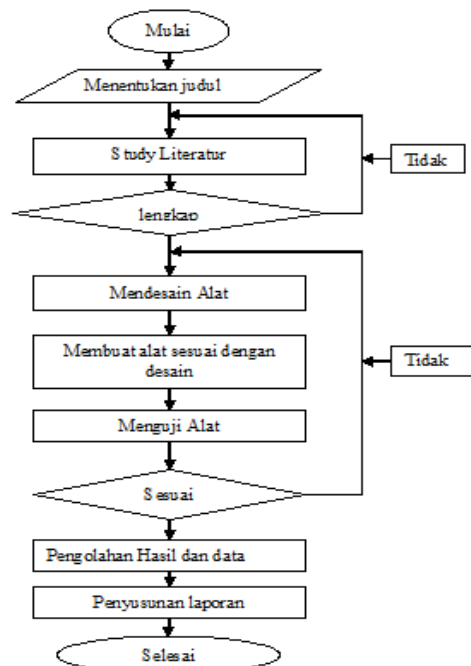 Mulai
Menentukan judul
Study Literatur
Tidak
lengkap
Mendesain Alat
Membuat alat sesuai dengan
desain
Tidak
Menguji Alat
Sesuai
Pengolahan Hasil dan data
Penyusunan laporan
Selesai